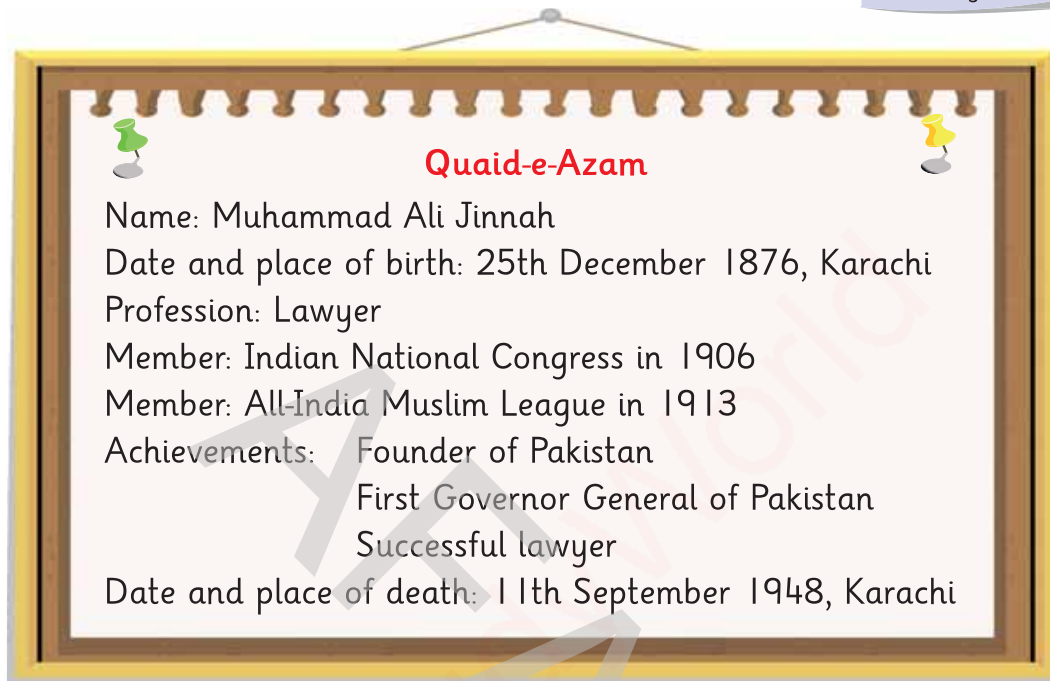 Quaid-e-Azam
Name: Muhammad Ali Jinnah
Date and place of birth: 25th December 1876, Karachi
Profession: Lawyer
Member: Indian National Congress in 1906
Member: All-India Muslim League in 1913
Achievements: Founder of Pakistan
First Governor General of Pakistan
Successful lawyer
Date and place of death: 11th September 1948, Karachi
World